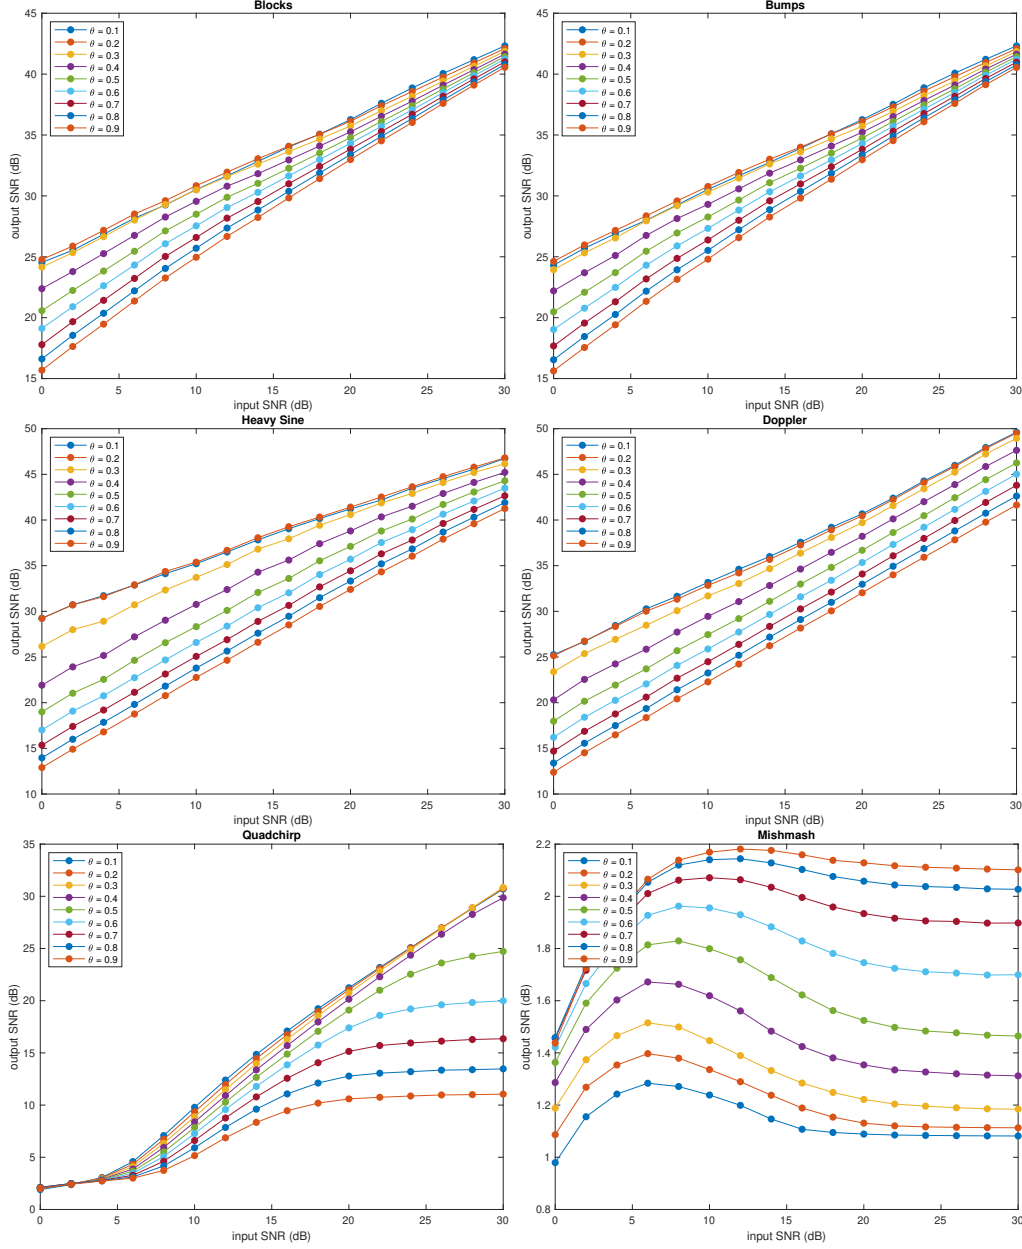 Blocks
45
40
35
30
25
20
15
output SNR (dB)
θ = 0.1
θ = 0.2
θ = 0.3
θ = 0.4
θ = 0.5
θ = 0.6
θ = 0.7
θ = 0.8
θ = 0.9
0 5 10 15 20 25 30
input SNR (dB)
Bumps
45
40
35
30
25
20
15
output SNR (dB)
θ = 0.1
θ = 0.2
θ = 0.3
θ = 0.4
θ = 0.5
θ = 0.6
θ = 0.7
θ = 0.8
θ = 0.9
0 5 10 15 20 25 30
input SNR (dB)
Heavy Sine
50
45
40
35
30
25
20
15
10
output SNR (dB)
θ = 0.1
θ = 0.2
θ = 0.3
θ = 0.4
θ = 0.5
θ = 0.6
θ = 0.7
θ = 0.8
θ = 0.9
0 5 10 15 20 25 30
input SNR (dB)
Doppler
50
45
40
35
30
25
20
15
10
output SNR (dB)
θ = 0.1
θ = 0.2
θ = 0.3
θ = 0.4
θ = 0.5
θ = 0.6
θ = 0.7
θ = 0.8
θ = 0.9
0 5 10 15 20 25 30
input SNR (dB)
Quadchirp
35
30
25
20
15
10
5
0
output SNR (dB)
θ = 0.1
θ = 0.2
θ = 0.3
θ = 0.4
θ = 0.5
θ = 0.6
θ = 0.7
θ = 0.8
θ = 0.9
0 5 10 15 20 25 30
input SNR (dB)
Mishmash
2.2
2
1.8
1.6
1.4
1.2
1
0.8
output SNR (dB)
θ = 0.1
θ = 0.2
θ = 0.3
θ = 0.4
θ = 0.5
θ = 0.6
θ = 0.7
θ = 0.8
θ = 0.9
0 5 10 15 20 25 30
input SNR (dB)